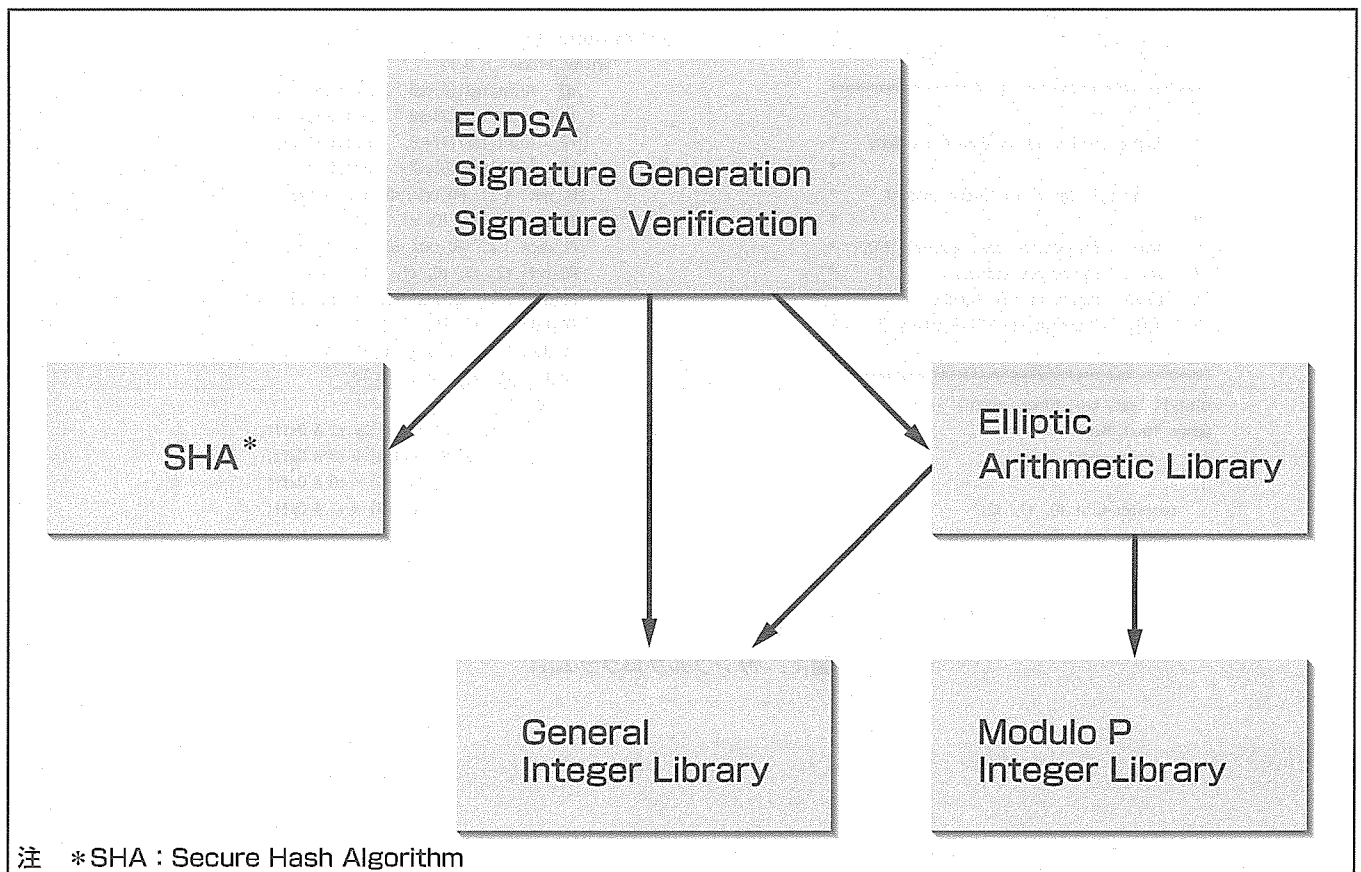 ECDSA
Signature Generation
Signature Verification
SHA*
Elliptic
Arithmetic Library
General
Integer Library
Modulo P
Integer Library
注 *SHA：Secure Hash Algorithm